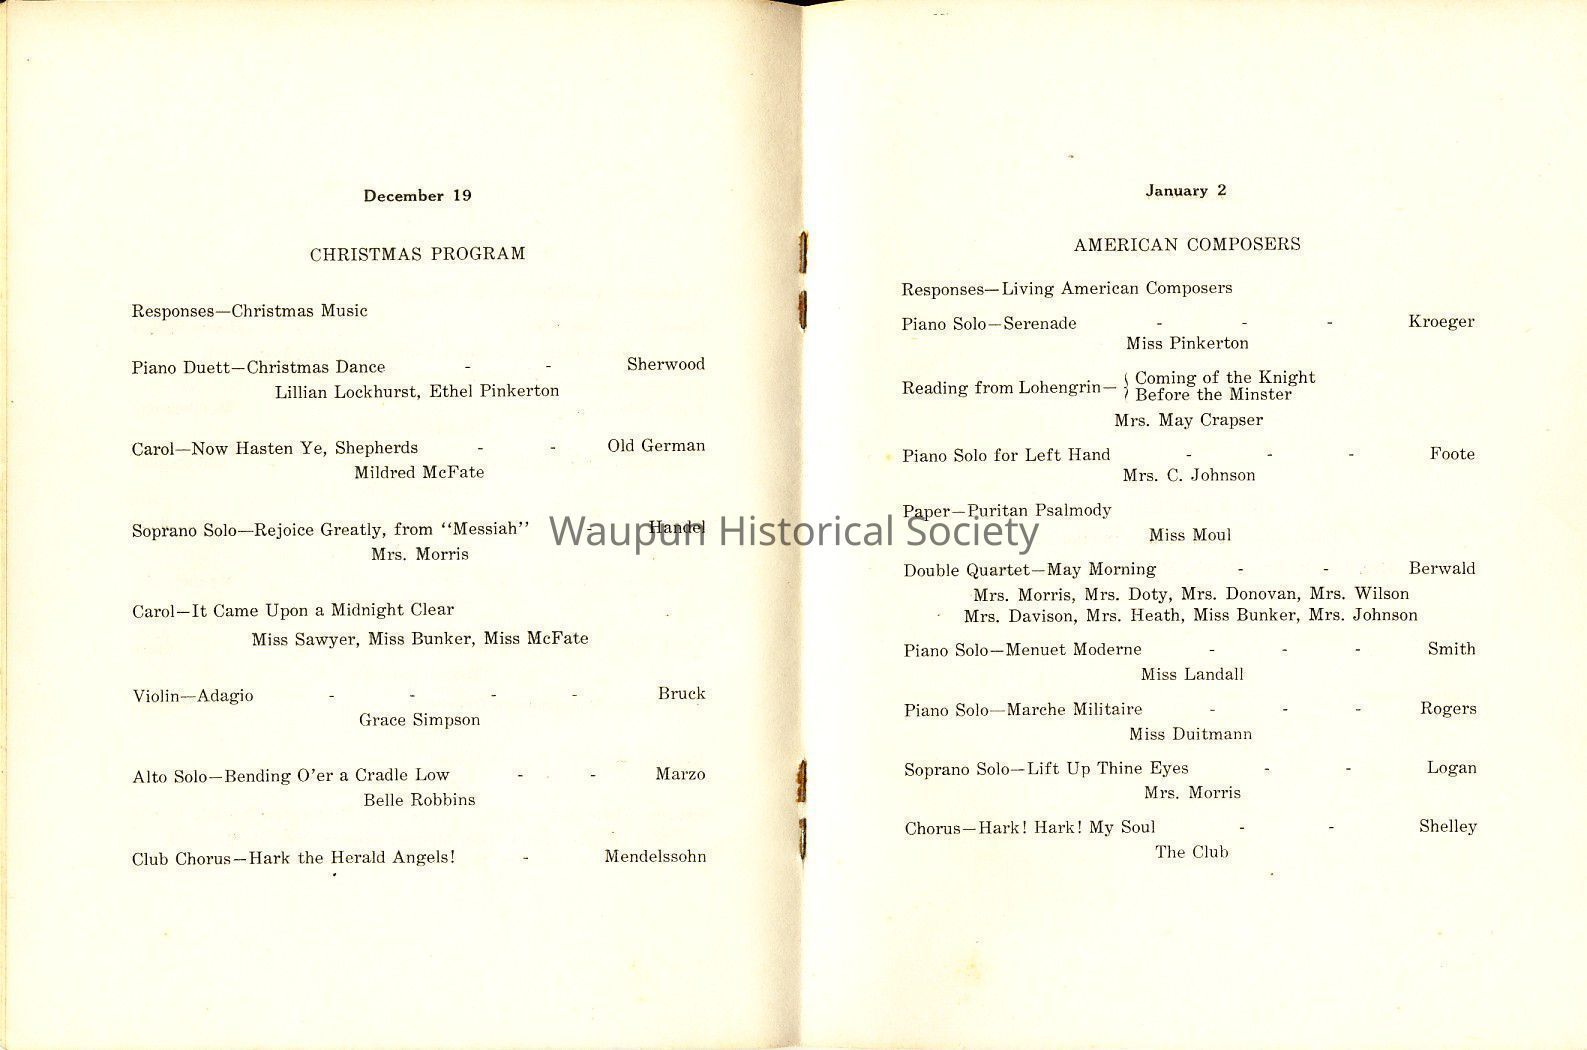 December 19
CHRISTMAS PROGRAM
Responses—Christmas Music
Piano Duett—Christmas Dance - - Sherwood
Lillian Lockhurst, Ethel Pinkerton
Carol—Now Hasten Ye, Shepherds - - Old German
Mildred McFate
Soprano Solo—Rejoice Greatly, from "Messiah" - Handel
Mrs. Morris
Carol—It Came Upon a Midnight Clear
Miss Sawyer, Miss Bunker, Miss McFate
Violin—Adagio - - - - Bruck
Grace Simpson
Alto Solo—Bending O'er a Cradle Low - - Marzo
Belle Robbins
Club Chorus—Hark the Herald Angels! - Mendelssohn
January 2
AMERICAN COMPOSERS
Responses—Living American Composers
Piano Solo—Serenade - - - Kroeger
Miss Pinkerton
Reading from Lohengrin— { Coming of the Knight
Before the Minster
Mrs. May Crapser
Piano Solo for Left Hand - - - Foote
Mrs. C. Johnson
Paper—Puritan Psalmody
Miss Moul
Double Quartet—May Morning - - Berwald
Mrs. Morris, Mrs. Doty, Mrs. Donovan, Mrs. Wilson
Mrs. Davison, Mrs. Heath, Miss Bunker, Mrs. Johnson
Piano Solo—Menuet Moderne - - - Smith
Miss Landall
Piano Solo—Marche Militaire - - - Rogers
Miss Duitmann
Soprano Solo—Lift Up Thine Eyes - - Logan
Mrs. Morris
Chorus—Hark! Hark! My Soul - - Shelley
The Club
Waupun Historical Society